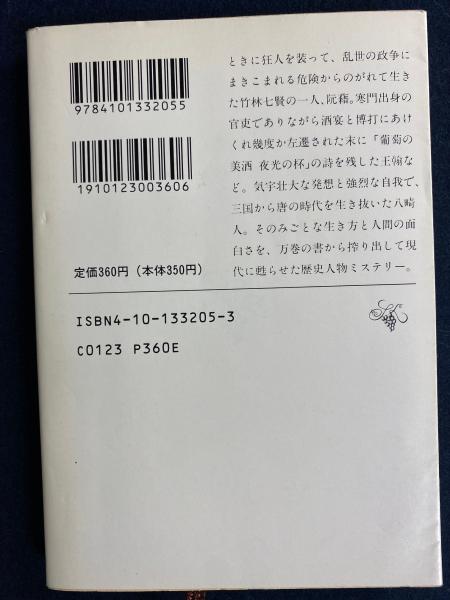 ときに狂人を装って、乱世の政争に
まきこまれる危険からのがれて生き
た竹林七賢の一人、阮藉。寒門出身の
官吏でありながら酒宴と博打にあけ
くれ幾度か左遷された末に「葡萄の
美酒 夜光の杯」の詩を残した王翰な
ど。気宇壮大な発想と強烈な自我で、
三国から唐の時代を生き抜いた八畸
人。そのみごとな生き方と人間の面
白さを、万巻の書から搾り出して現
代に甦らせた歴史人物ミステリー。
9784101332055
1910123003606
定価360円（本体350円）
ISBN4-10-133205-3
C0123 P360E